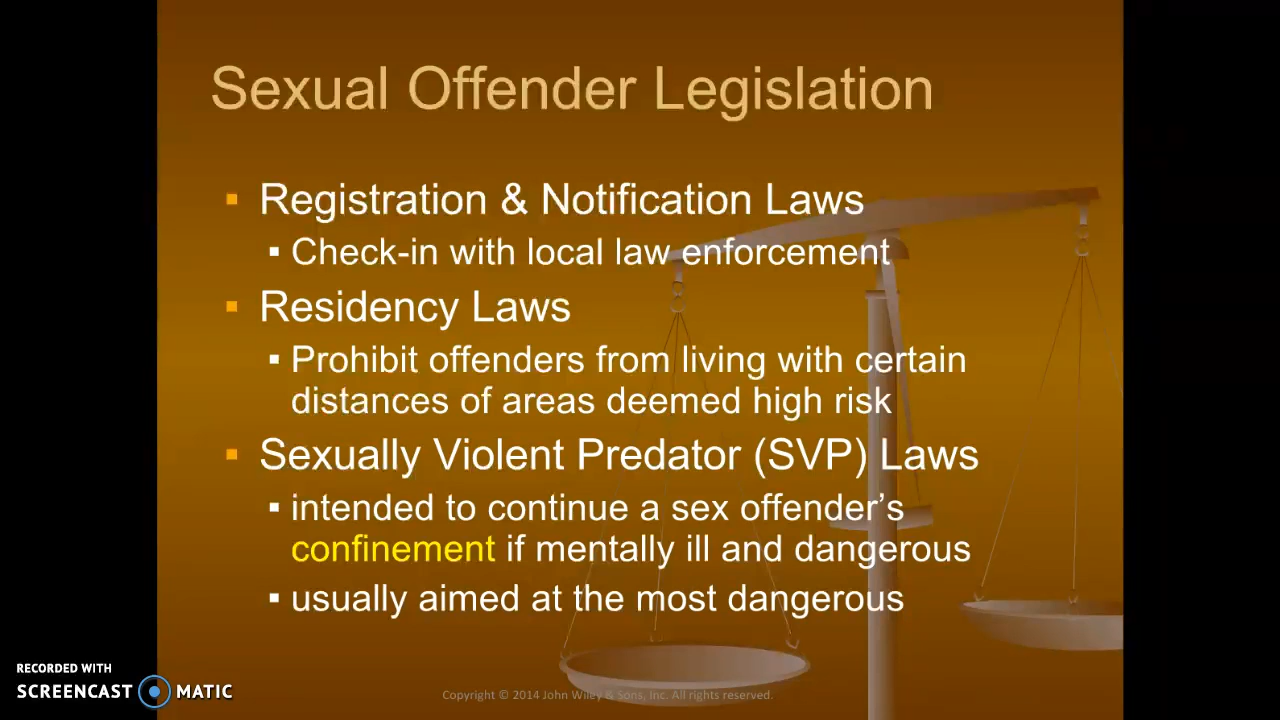 Sexual Offender Legislation
▪ Registration & Notification Laws
▪ Check-in with local law enforcement
▪ Residency Laws
▪ Prohibit offenders from living with certain
distances of areas deemed high risk
▪ Sexually Violent Predator (SVP) Laws
▪ intended to continue a sex offender’s
confinement if mentally ill and dangerous
▪ usually aimed at the most dangerous
RECORDED WITH
SCREENCAST MATIC
Copyright © 2014 John Wiley & Sons, Inc. All rights reserved.